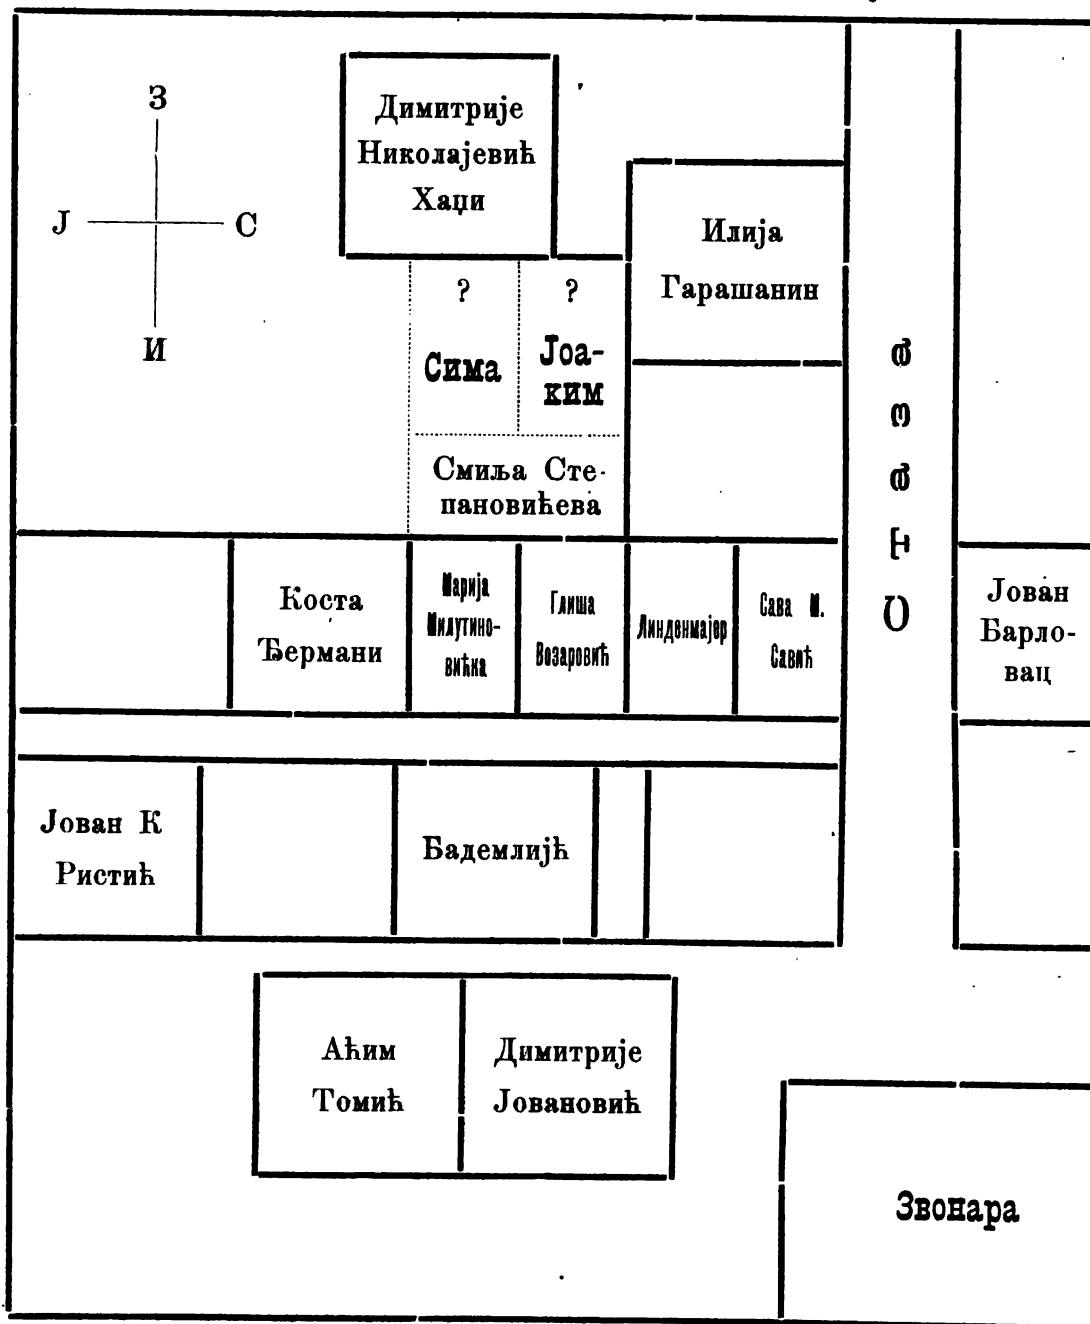 З
Ј С
И
Димитрије
Николајевић
Хаџи
Илија
Гарашанин
?
Сима
?
Јоа-
ким
Смиља Сте-
пановићева
Стаза
Коста
Ђермани
Марија
Милутино-
вићка
Глиша
Возаровић
Линденмајер
Сава М.
Савић
Јован
Барло-
вац
Јован К
Ристић
Бадемлијћ
Аћим
Томић
Димитрије
Јовановић
Звонара